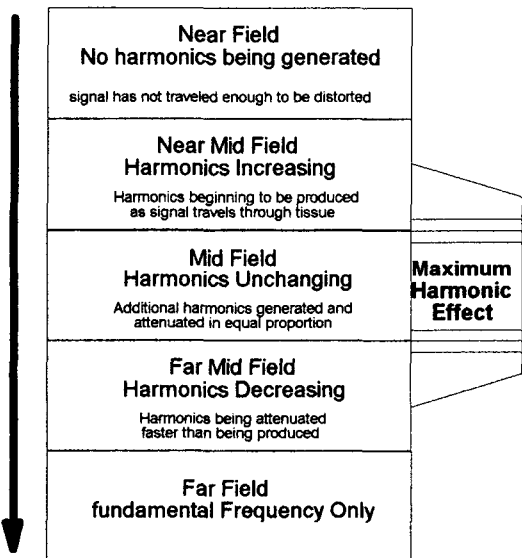 Near Field
No harmonics being generated
signal has not traveled enough to be distorted
Near Mid Field
Harmonics Increasing
Harmonics beginning to be produced
as signal travels through tissue
Mid Field
Harmonics Unchanging
Additional harmonics generated and
attenuated in equal proportion
Maximum
Harmonic
Effect
Far Mid Field
Harmonics Decreasing
Harmonics being attenuated
faster than being produced
Far Field
fundamental Frequency Only